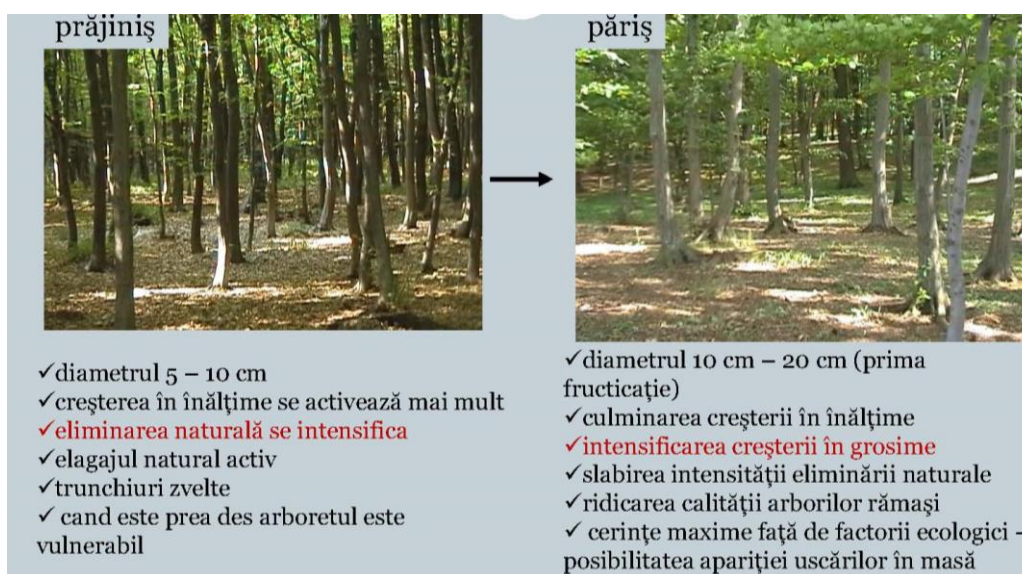 prăjiniş
păriş
✓diametrul 5 – 10 cm
✓creşterea în înălţime se activează mai mult
✓eliminarea naturală se intensifica
✓elagajul natural activ
✓trunchiuri zvelte
✓ cand este prea des arboretul este
vulnerabil
✓diametrul 10 cm – 20 cm (prima
fructicaţie)
✓culminarea creşterii în înălţime
✓intensificarea creşterii în grosime
✓slabirea intensităţii eliminării naturale
✓ridicarea calităţii arborilor rămaşi
✓ cerinţe maxime faţă de factorii ecologici –
posibilitatea apariţiei uscărilor în masă